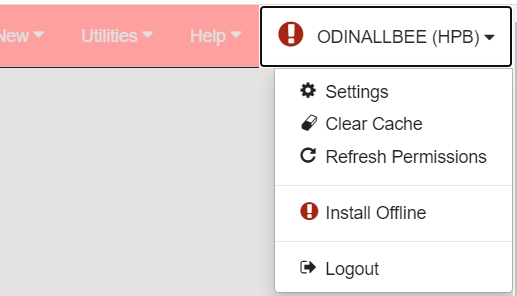 New Utilities Help ODINALLBEE (HPB)
Settings
Clear Cache
Refresh Permissions
Install Offline
Logout